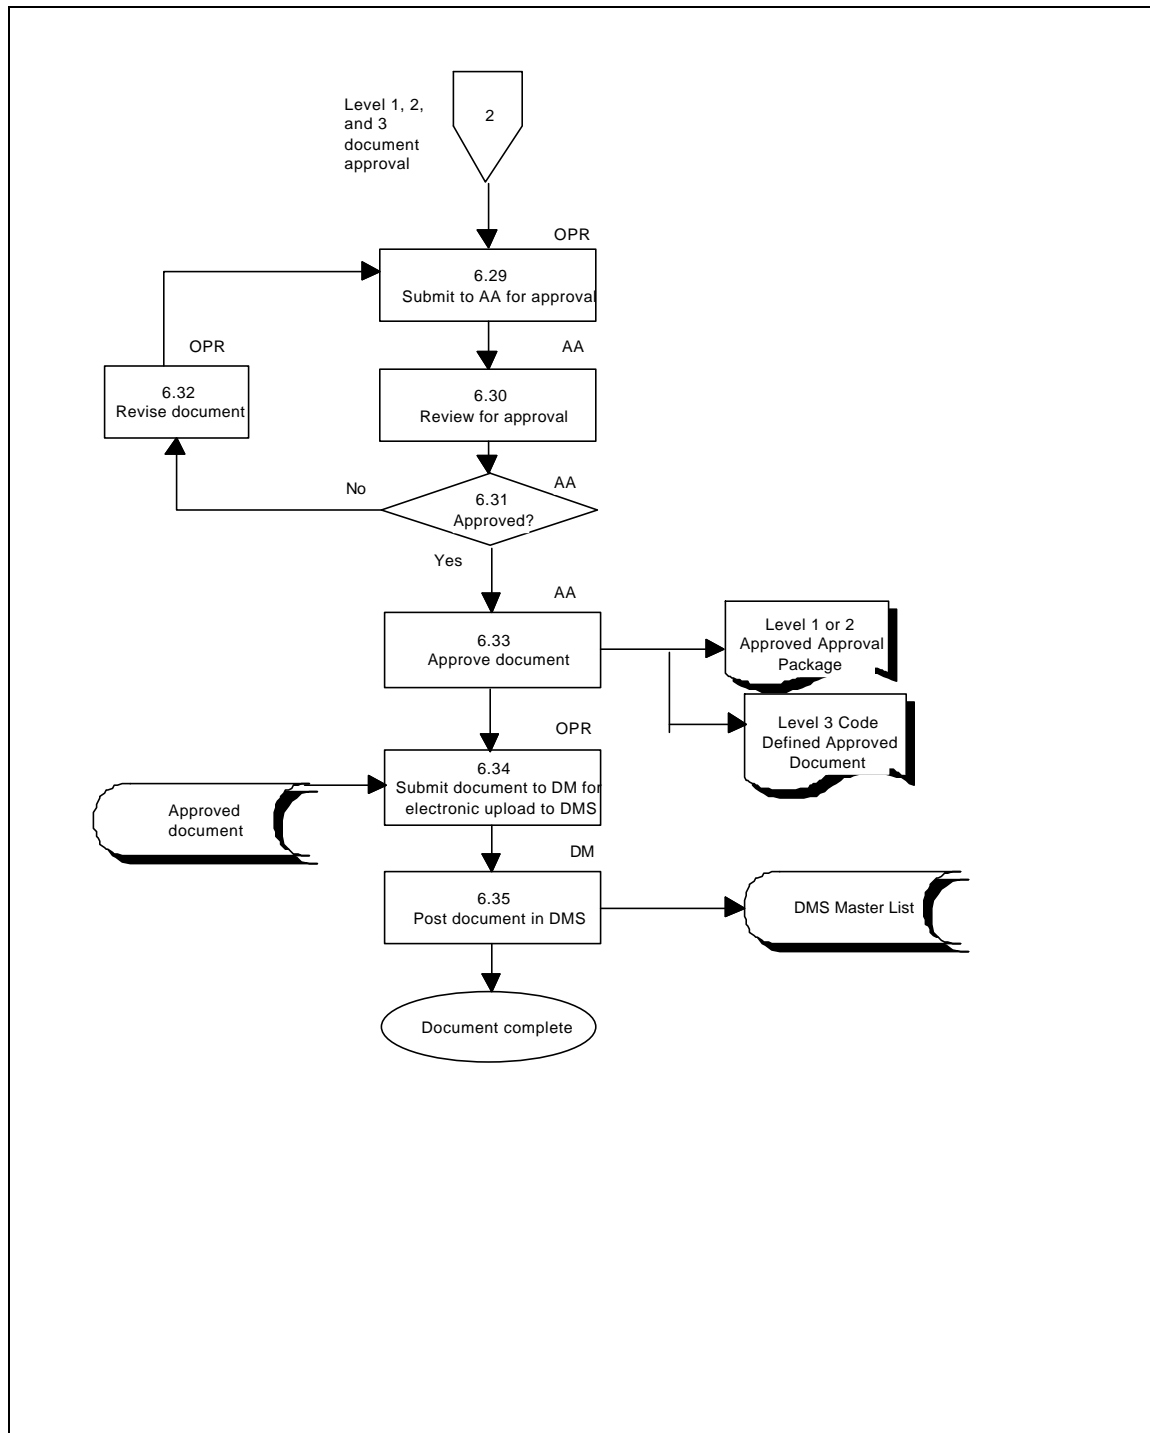 Level 1, 2,
and 3
document
approval
2
OPR
6.29
Submit to AA for approval
OPR
AA
6.32
Revise document
6.30
Review for approval
No
AA
6.31
Approved?
Yes
AA
6.33
Approve document
Level 1 or 2
Approved Approval
Package
Level 3 Code
Defined Approved
Document
OPR
6.34
Submit document to DM for
electronic upload to DMS
Approved
document
DM
6.35
Post document in DMS
DMS Master List
Document complete